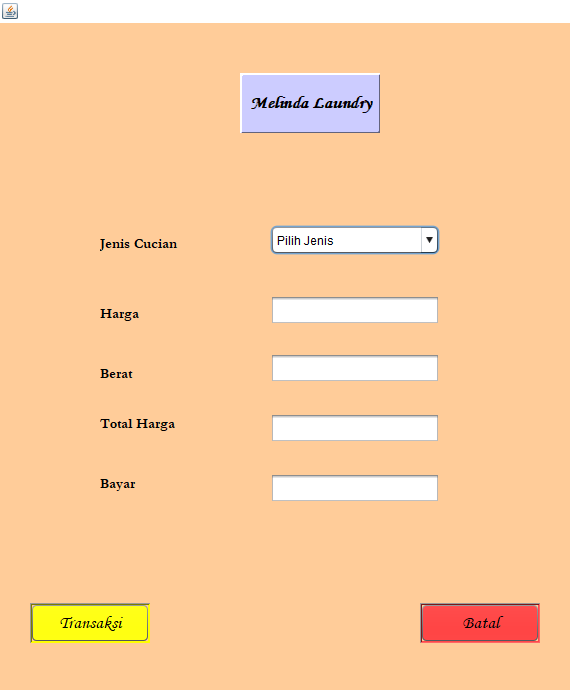 Melinda Laundry
Jenis Cucian
Pilih Jenis
Harga
Berat
Total Harga
Bayar
Transaksi
Batal